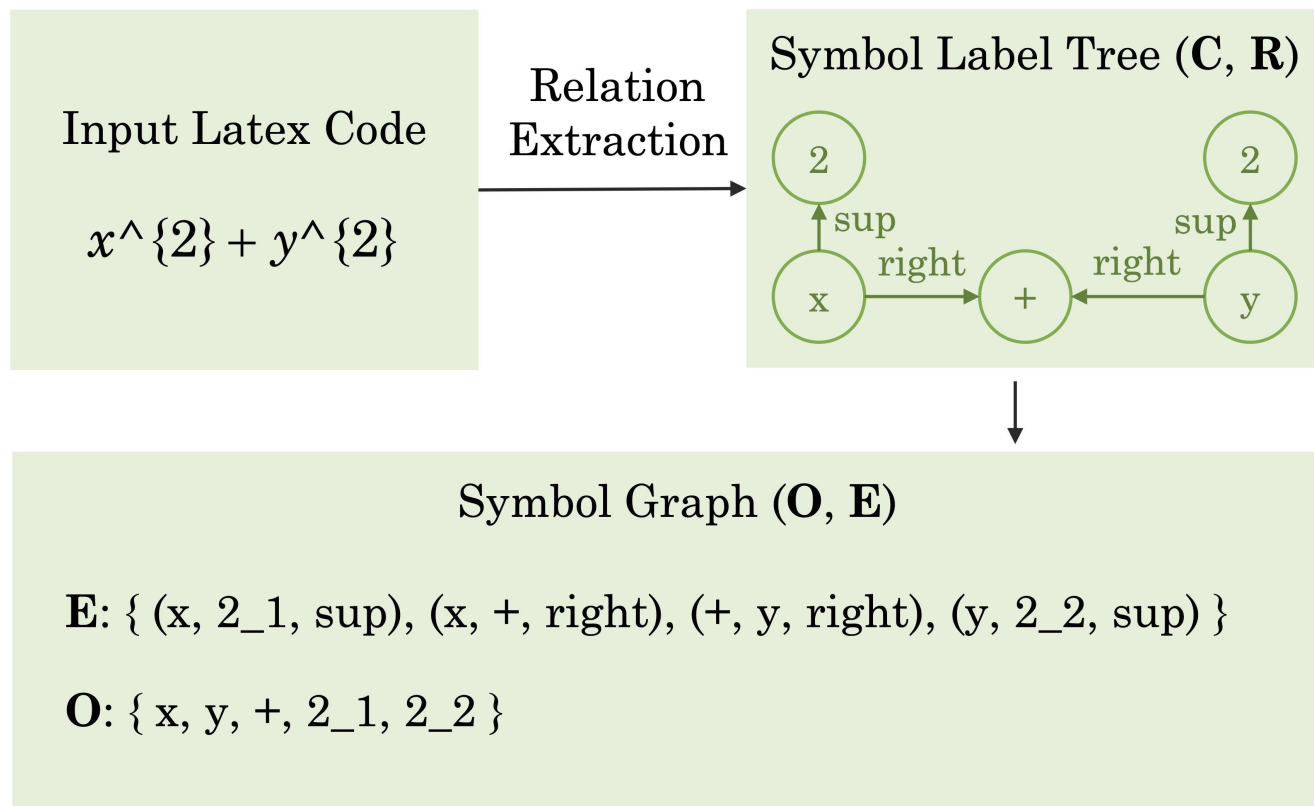 Input Latex Code
x^{2} + y^{2}
Relation
Extraction
Symbol Label Tree (C, R)
2
2
sup
sup
right
right
x
+
y
Symbol Graph (O, E)
E: { (x, 2_1, sup), (x, +, right), (+, y, right), (y, 2_2, sup) }
O: { x, y, +, 2_1, 2_2 }